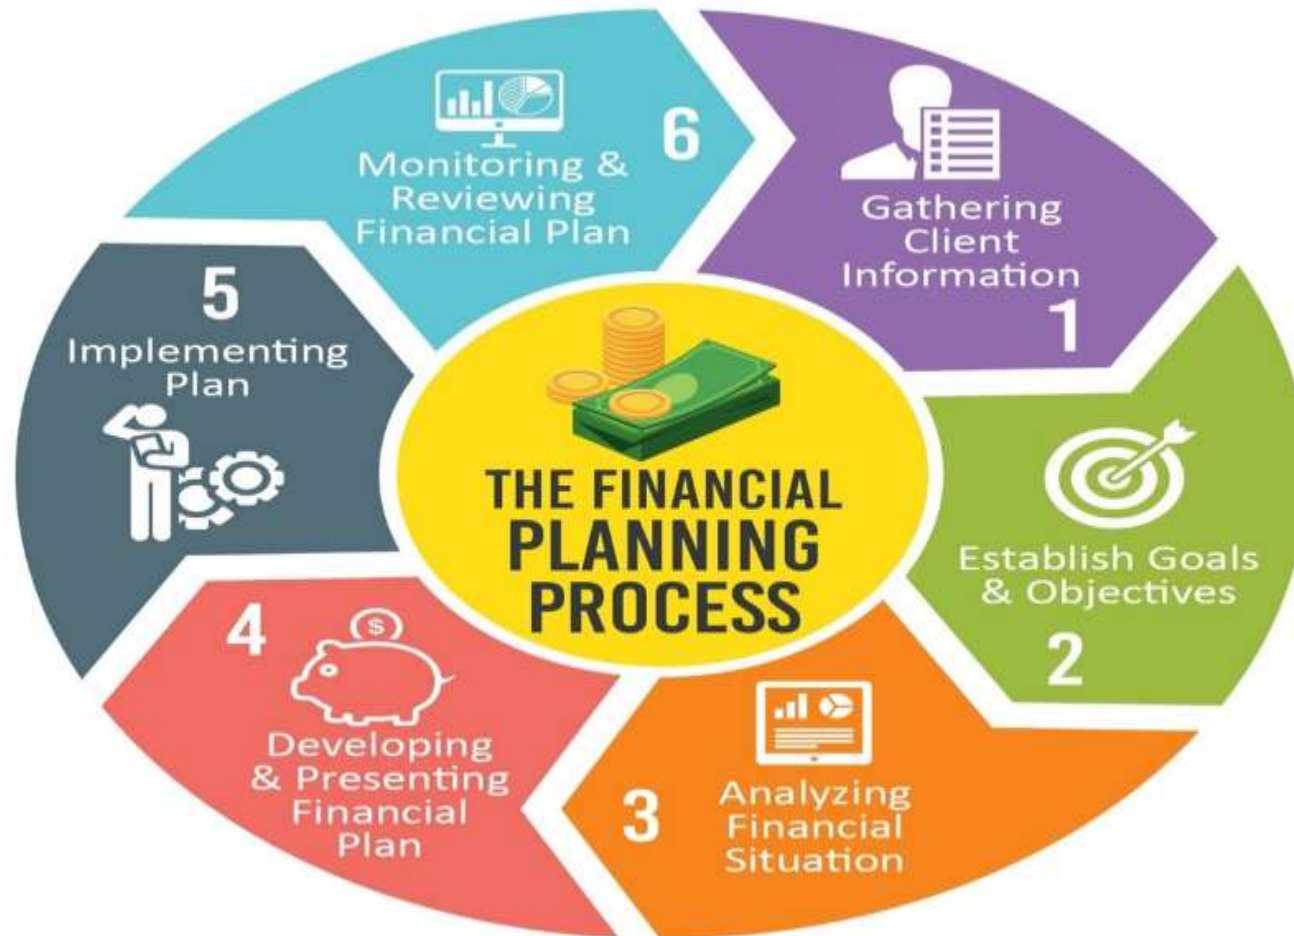 THE FINANCIAL
PLANNING
PROCESS
Gathering
Client
Information
1
Establish Goals
& Objectives
2
3
Analyzing
Financial
Situation
4
$
Developing
& Presenting
Financial
Plan
5
Implementing
Plan
6
Monitoring &
Reviewing
Financial Plan